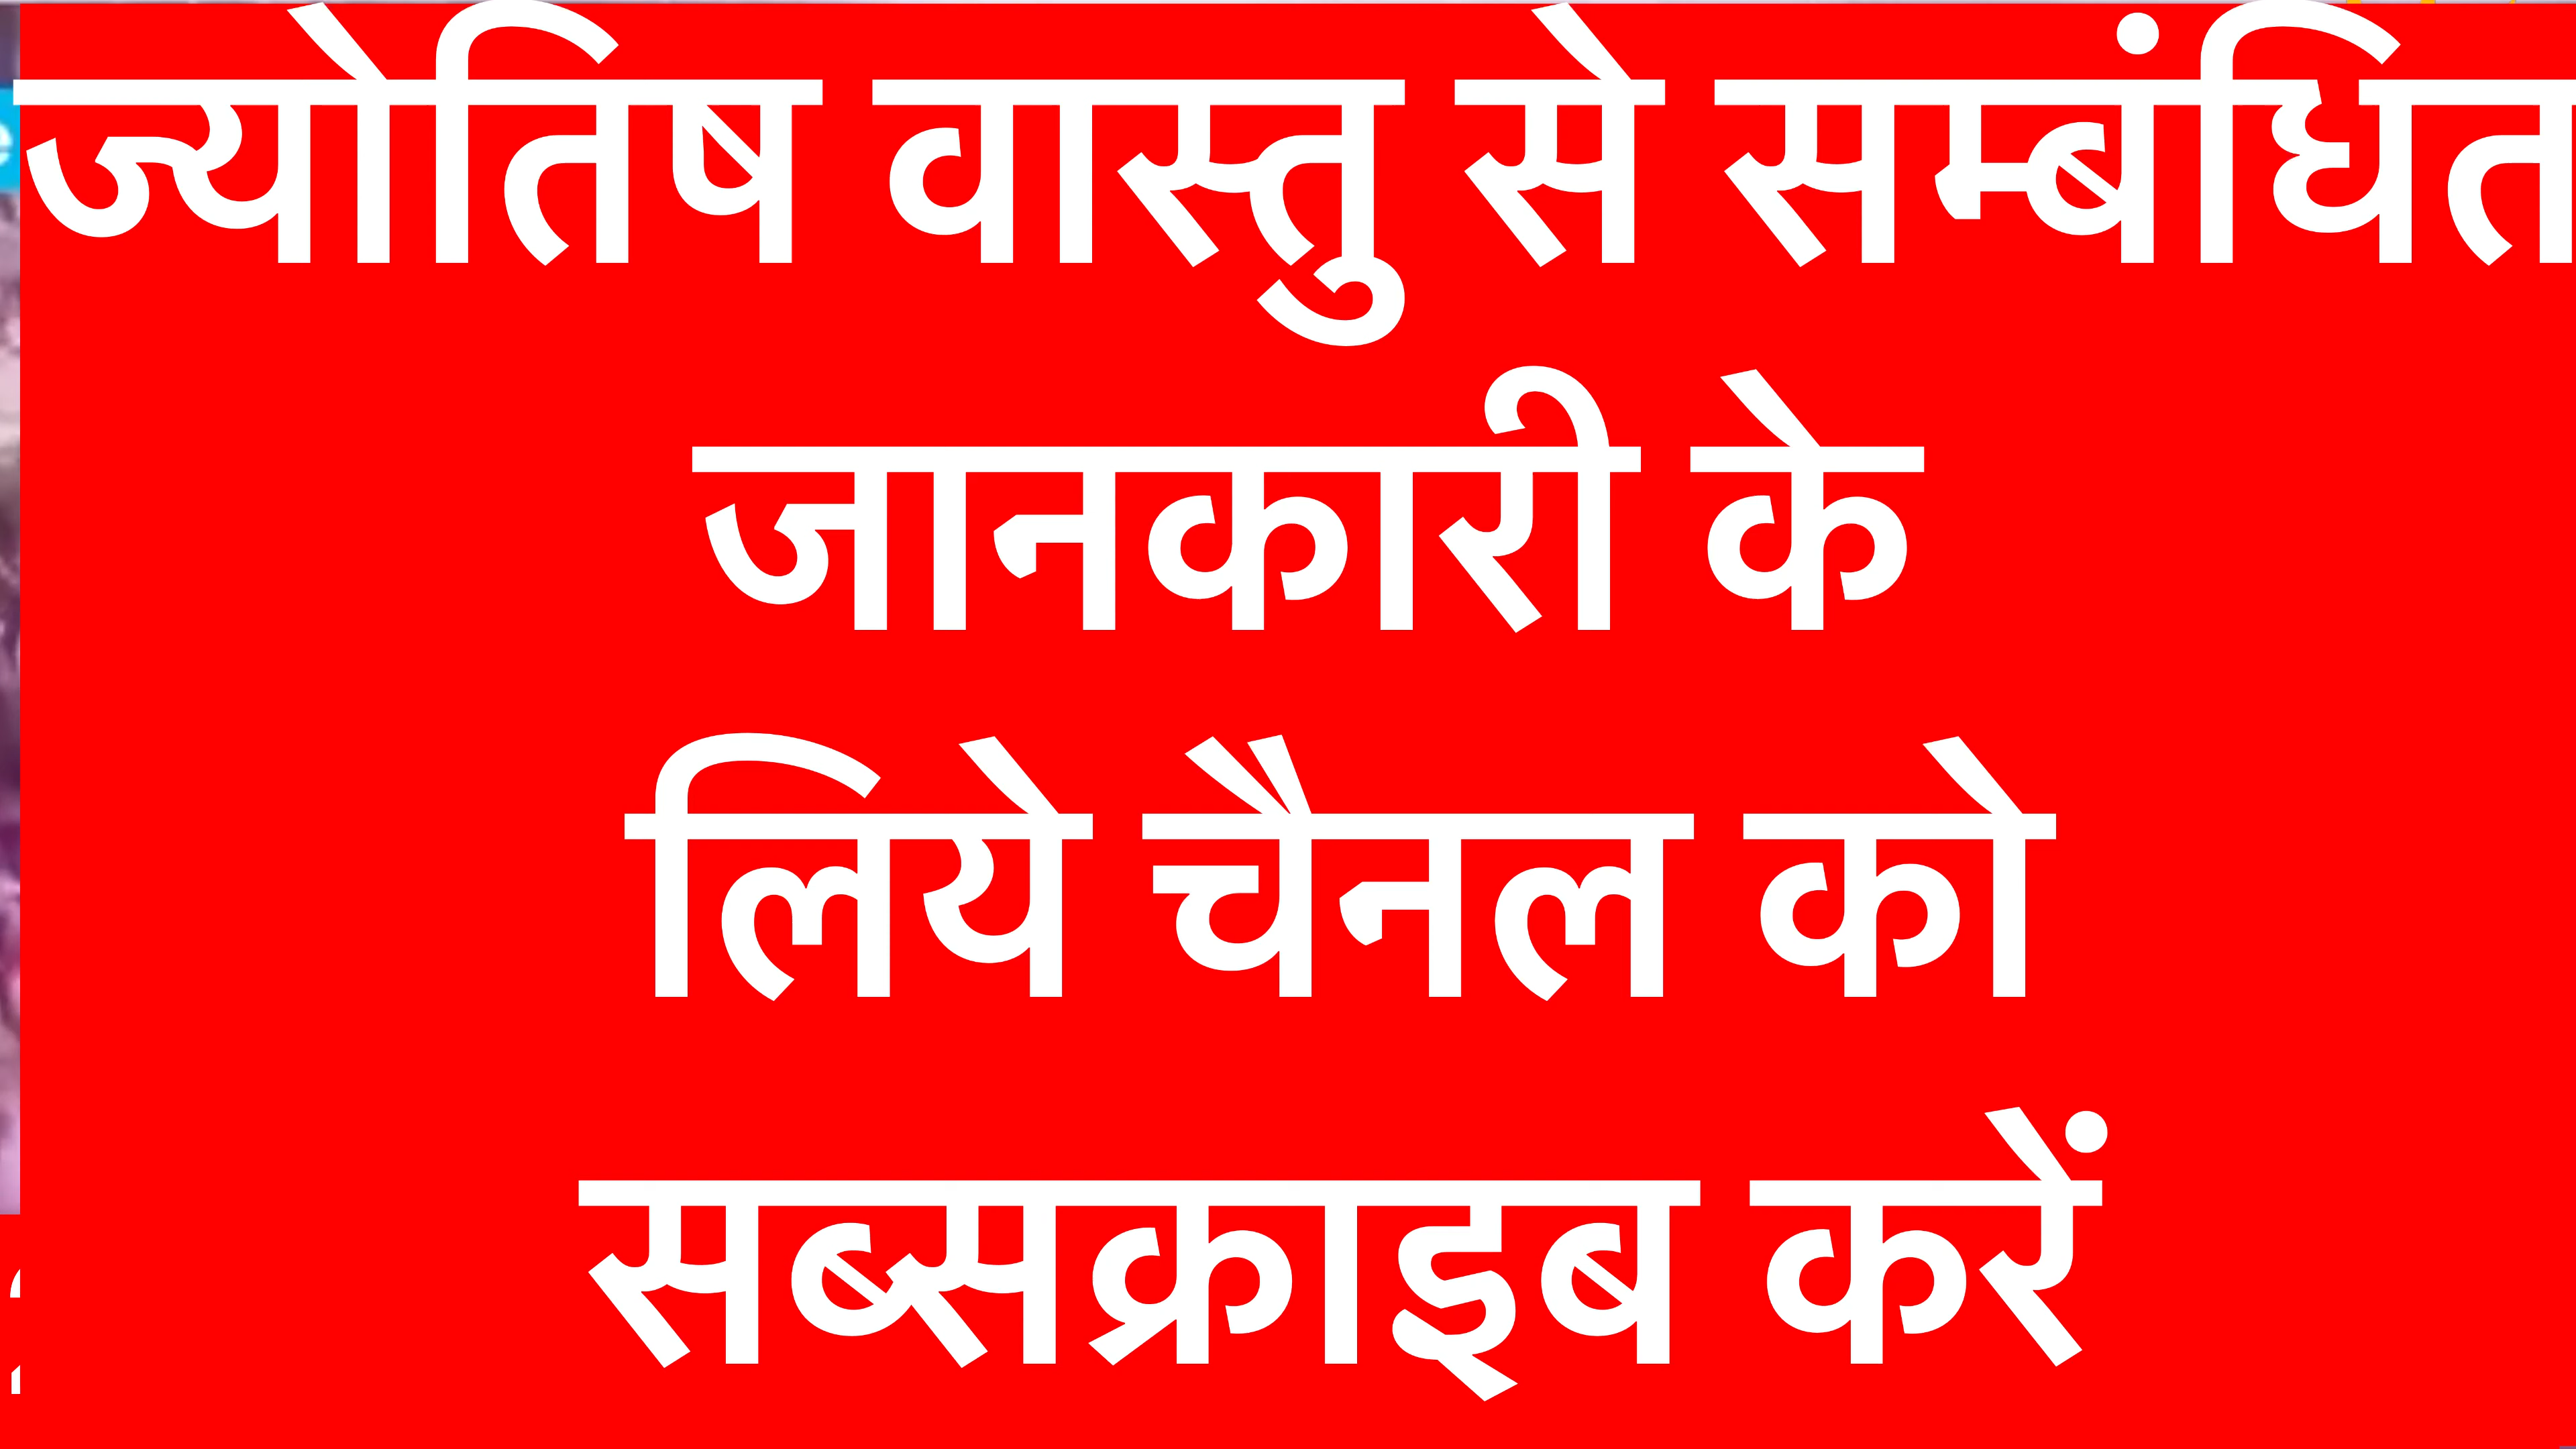 ज्योतिष वास्तु से सम्बंधित
जानकारी के
लिये चैनल को
सब्सक्राइब करें